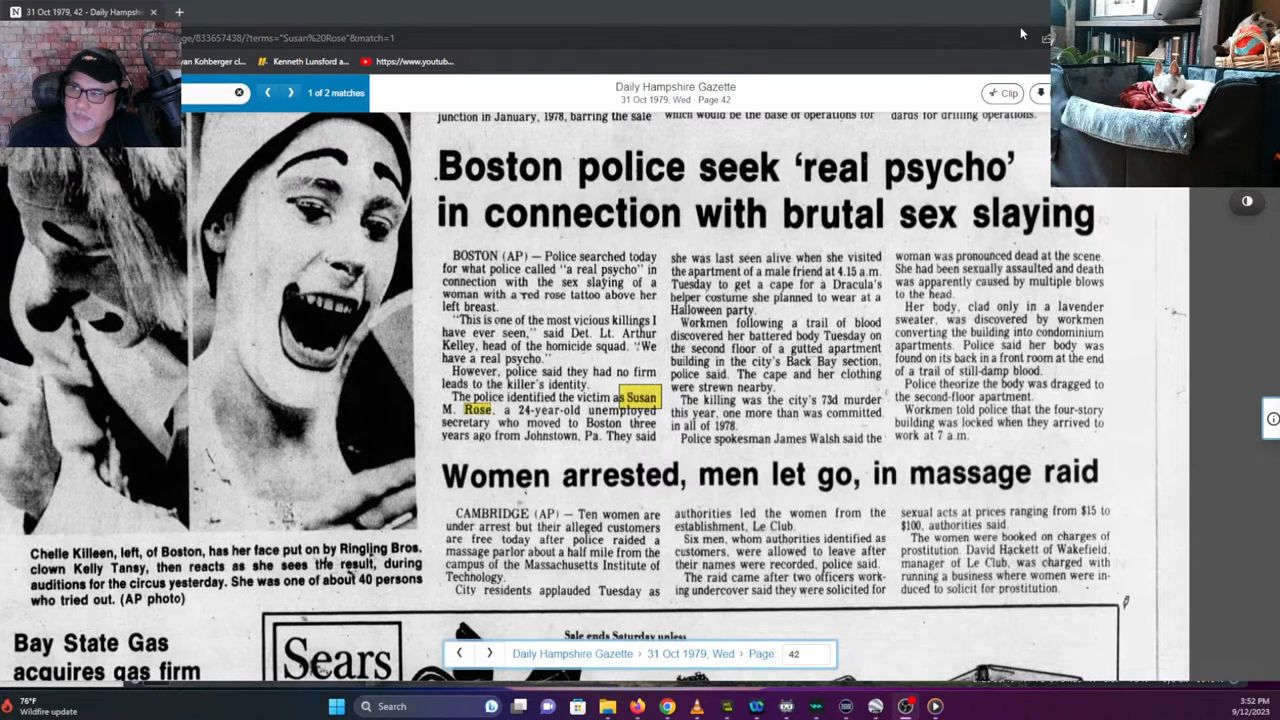 31 Oct 1979, 42 - Daily Hampsh
ge/833657438/?terms="Susan%20Rose"&match=1
yan Kohberger cl...
Kenneth Lunsford a...
https://www.youtub...
1 of 2 matches
Daily Hampshire Gazette
31 Oct 1979, Wed · Page 42
Clip
junction in January, 1978, barring the sale
which would be the base of operations for
dards for drilling operations.
Boston police seek 'real psycho'
in connection with brutal sex slaying
BOSTON (AP) — Police searched today
for what police called "a real psycho" in
connection with the sex slaying of a
woman with a red rose tattoo above her
left breast.
"This is one of the most vicious killings I
have ever seen," said Det. Lt. Arthur
Kelley, head of the homicide squad. "We
have a real psycho."
However, police said they had no firm
leads to the killer's identity.
The police identified the victim as Susan
M. Rose, a 24-year-old unemployed
secretary who moved to Boston three
years ago from Johnstown, Pa. They said
she was last seen alive when she visited
the apartment of a male friend at 4.15 a.m.
Tuesday to get a cape for a Dracula's
helper costume she planned to wear at a
Halloween party.
Workmen following a trail of blood
discovered her battered body Tuesday on
the second floor of a gutted apartment
building in the city's Back Bay section,
police said. The cape and her clothing
were strewn nearby.
The killing was the city's 73d murder
this year, one more than was committed
in all of 1978.
Police spokesman James Walsh said the
woman was pronounced dead at the scene.
She had been sexually assaulted and death
was apparently caused by multiple blows
to the head.
Her body, clad only in a lavender
sweater, was discovered by workmen
converting the building into condominium
apartments. Police said her body was
found on its back in a front room at the end
of a trail of still-damp blood.
Police theorize the body was dragged to
the second-floor apartment.
Workmen told police that the four-story
building was locked when they arrived to
work at 7 a.m.
Women arrested, men let go, in massage raid
CAMBRIDGE (AP) — Ten women are
under arrest but their alleged customers
are free today after police raided a
massage parlor about a half mile from the
campus of the Massachusetts Institute of
Technology.
City residents applauded Tuesday as
authorities led the women from the
establishment, Le Club.
Six men, whom authorities identified as
customers, were allowed to leave after
their names were recorded, police said.
The raid came after two officers work-
ing undercover said they were solicited for
sexual acts at prices ranging from $15 to
$100, authorities said.
The women were booked on charges of
prostitution. David Hackett of Wakefield,
manager of Le Club, was charged with
running a business where women were in-
duced to solicit for prostitution.
Chelle Killeen, left, of Boston, has her face put on by Ringling Bros.
clown Kelly Tansy, then reacts as she sees the result, during
auditions for the circus yesterday. She was one of about 40 persons
who tried out. (AP photo)
Bay State Gas
acquires gas firm
Sears
Sale ends Saturday unless
Daily Hampshire Gazette › 31 Oct 1979, Wed › Page: 42
76°F
Wildfire update
Search
3:52 PM
9/12/2023